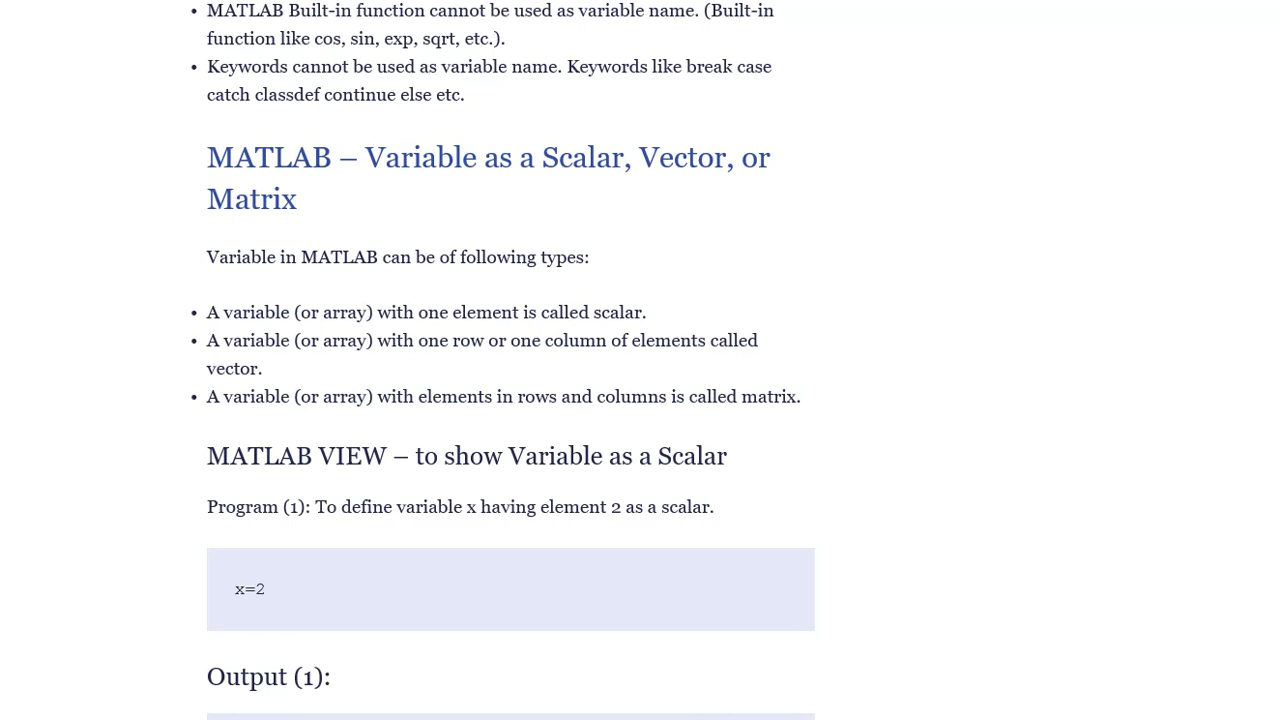 • MATLAB Built-in function cannot be used as variable name. (Built-in
function like cos, sin, exp, sqrt, etc.).
• Keywords cannot be used as variable name. Keywords like break case
catch classdef continue else etc.
MATLAB – Variable as a Scalar, Vector, or
Matrix
Variable in MATLAB can be of following types:
• A variable (or array) with one element is called scalar.
• A variable (or array) with one row or one column of elements called
vector.
• A variable (or array) with elements in rows and columns is called matrix.
MATLAB VIEW – to show Variable as a Scalar
Program (1): To define variable x having element 2 as a scalar.
x=2
Output (1):